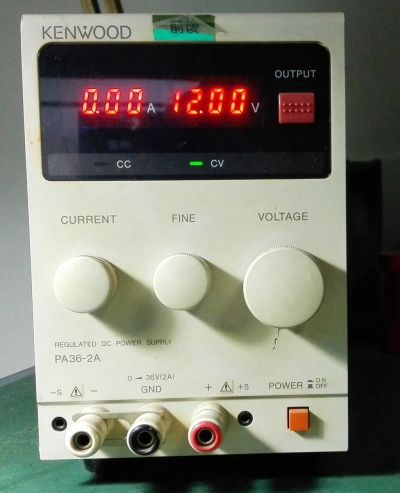 KENWOOD
OUTPUT
0.00 A 12.00 V
CC CV
CURRENT FINE VOLTAGE
REGULATED DC POWER SUPPLY
PA36-2A
0 36V(2A)
-S - GND + +S
POWER ON
OFF